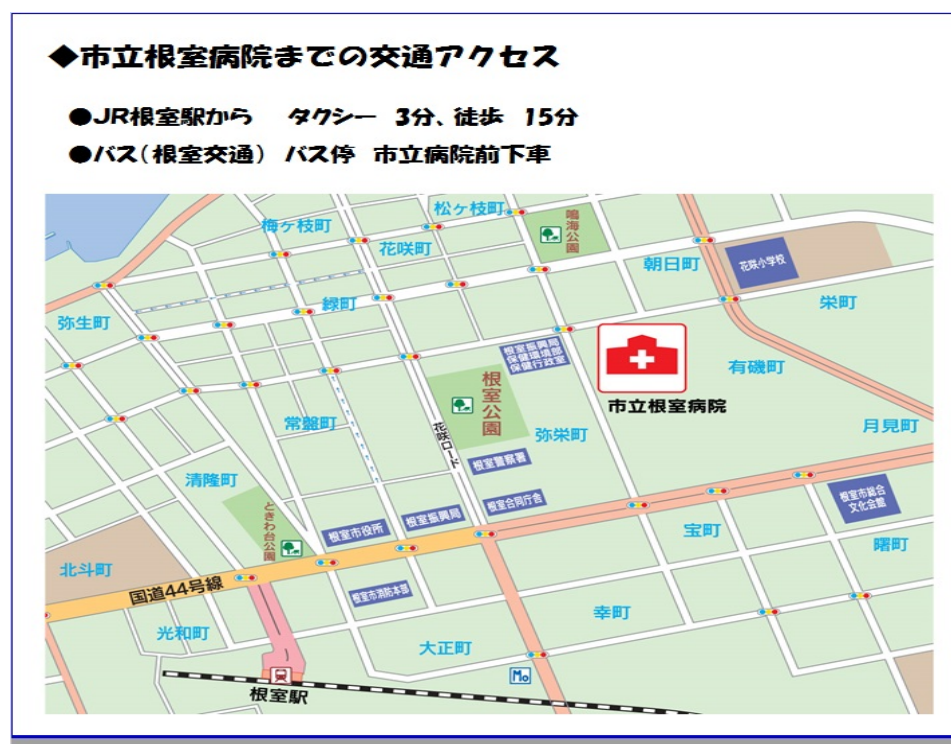 ◆市立根室病院までの交通アクセス
●JR根室駅から タクシー 3分、徒歩 15分
●バス(根室交通) バス停 市立病院前下車
松ヶ枝町
鳴海公園
梅ヶ枝町
花咲町
朝日町
花咲小学校
栄町
緑町
弥生町
根室振興局
保健環境部
保健行政室
有磯町
根室公園
市立根室病院
常盤町
花咲ロード
弥栄町
月見町
根室警察署
清隆町
ときわ台公園
根室市役所
根室振興局
根室合同庁舎
根室市総合
文化会館
宝町
曙町
北斗町
国道44号線
根室市消防本部
幸町
光和町
大正町
Mo
根室駅